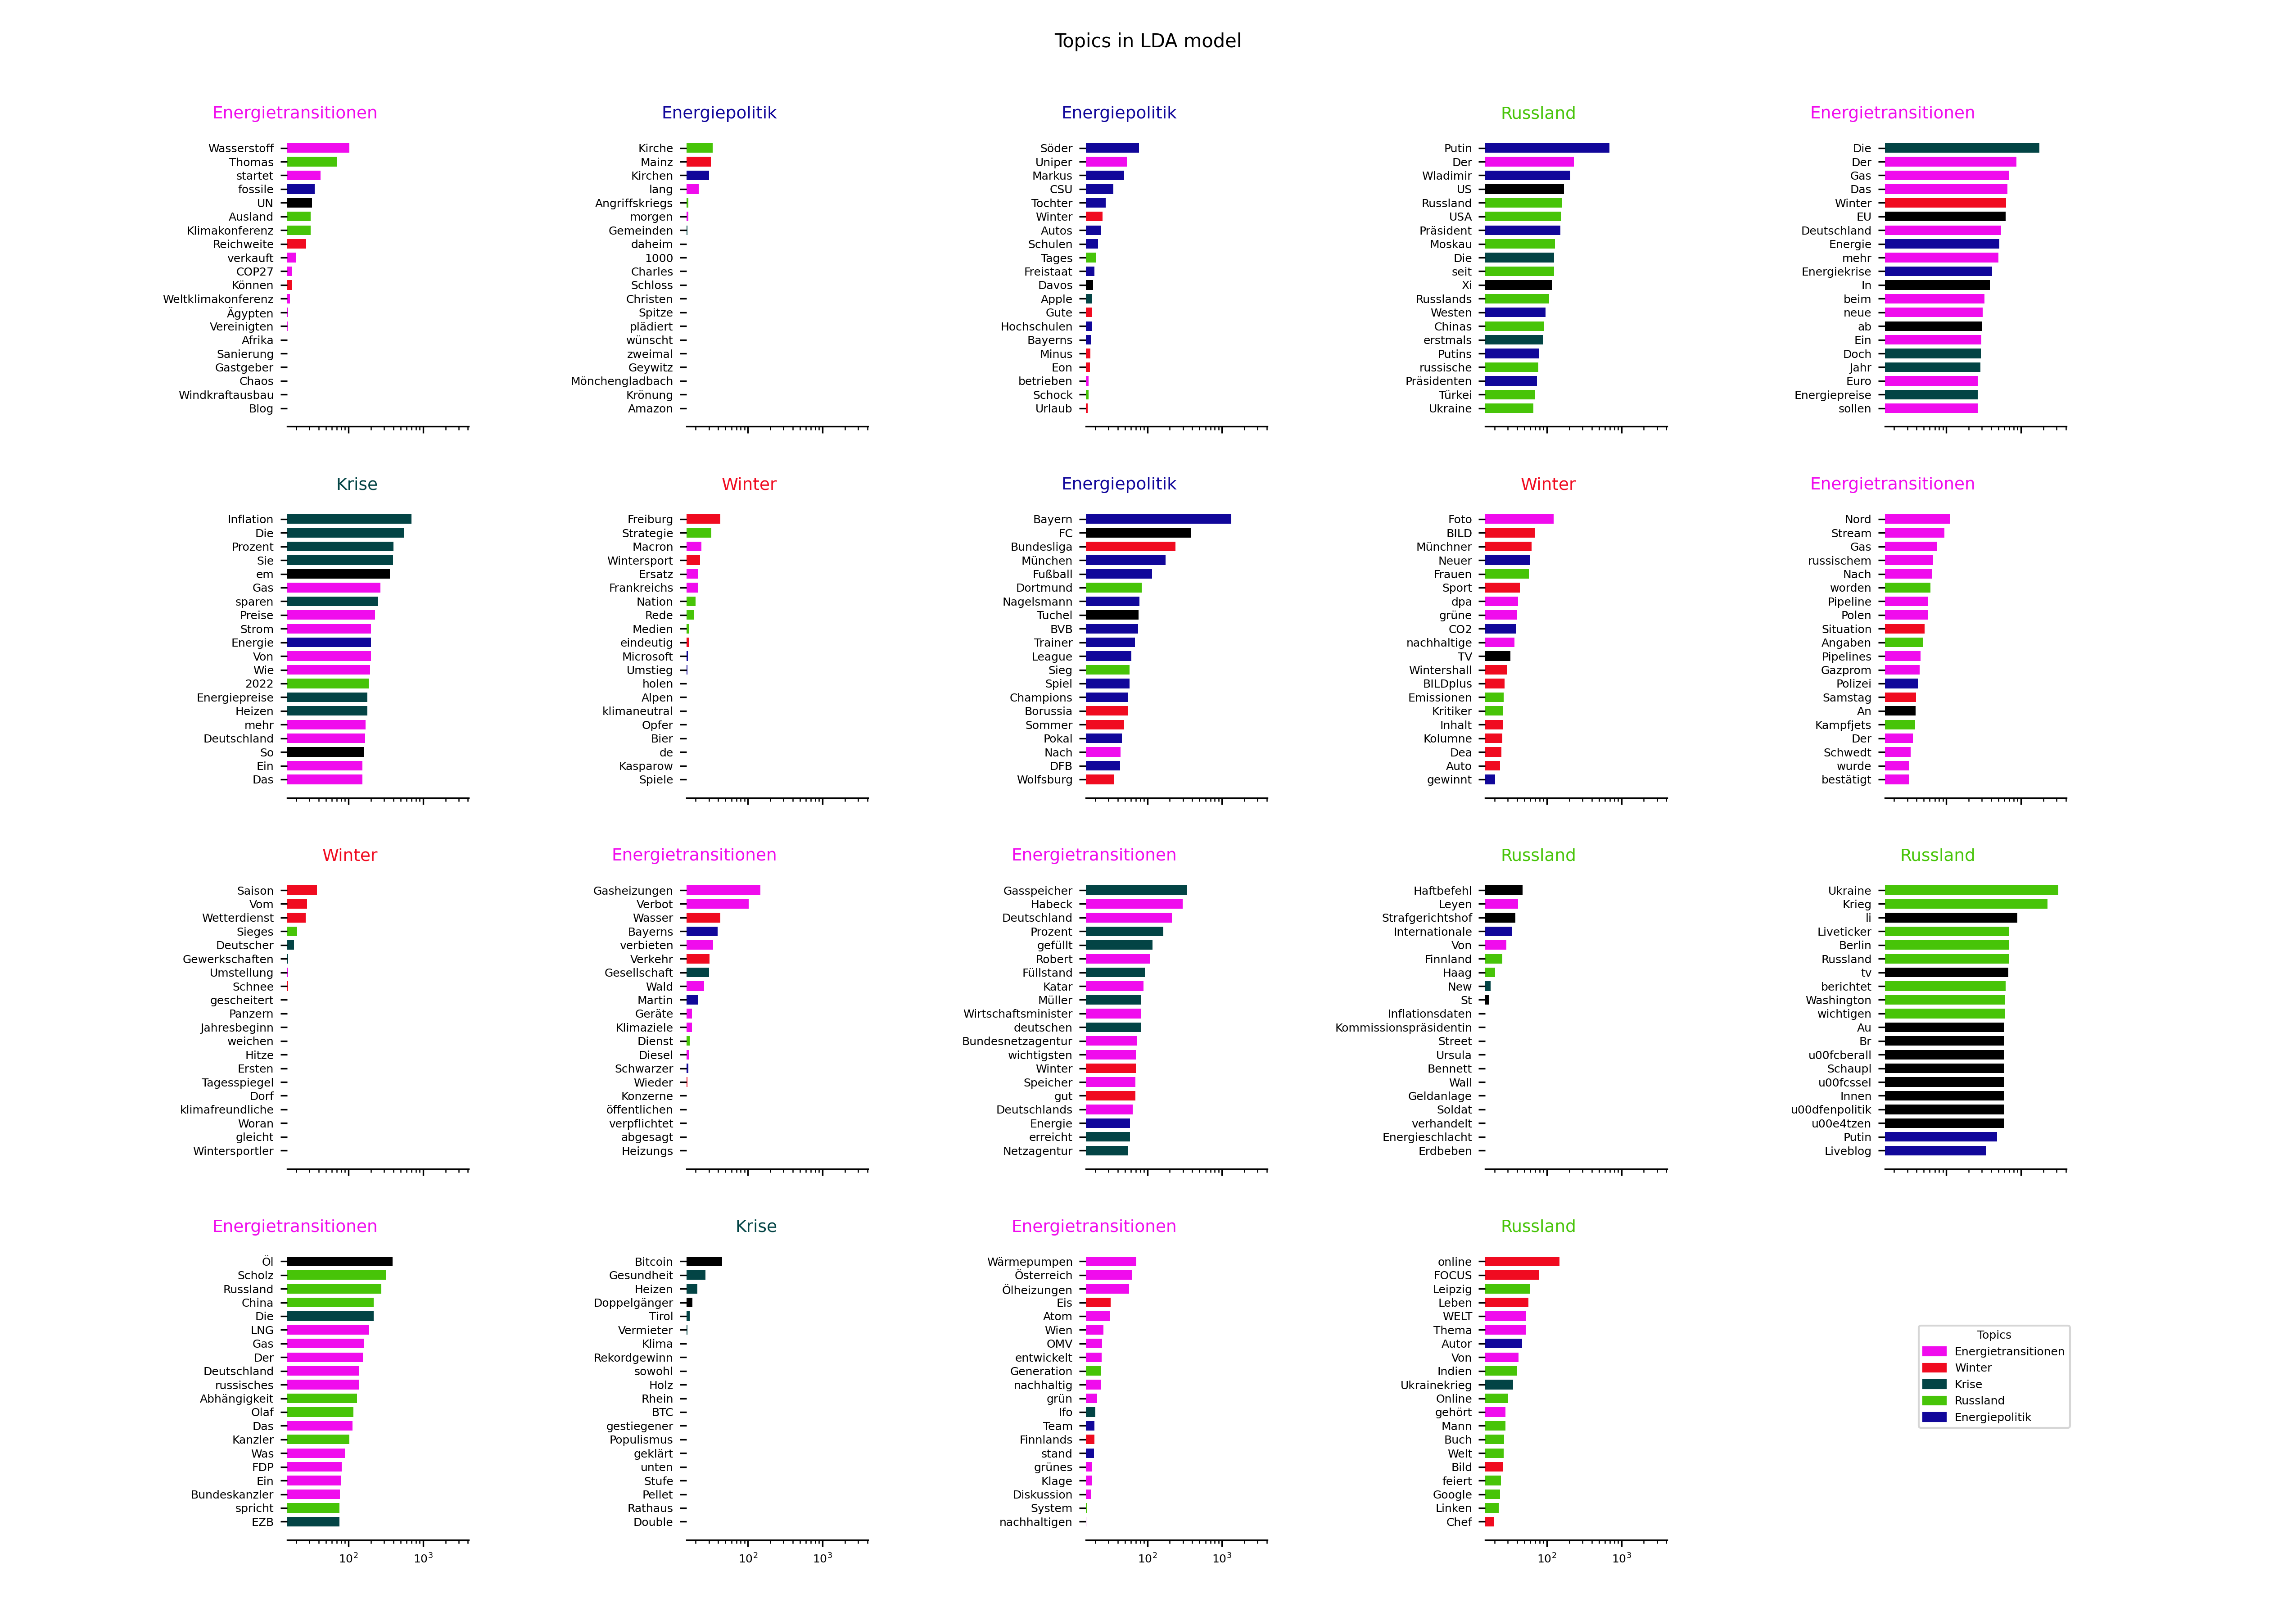 Topics in LDA model
Energietransitionen
Wasserstoff
Thomas
startet
fossile
UN
Ausland
Klimakonferenz
Reichweite
verkauft
COP27
Können
Weltklimakonferenz
Ägypten
Vereinigten
Afrika
Sanierung
Gastgeber
Chaos
Windkraftausbau
Blog
Energiepolitik
Kirche
Mainz
Kirchen
lang
Angriffskriegs
morgen
Gemeinden
daheim
1000
Charles
Schloss
Christen
Spitze
plädiert
wünscht
zweimal
Geywitz
Mönchengladbach
Krönung
Amazon
Energiepolitik
Söder
Uniper
Markus
CSU
Tochter
Winter
Autos
Schulen
Tages
Freistaat
Davos
Apple
Gute
Hochschulen
Bayerns
Minus
Eon
betrieben
Schock
Urlaub
Russland
Putin
Der
Wladimir
US
Russland
USA
Präsident
Moskau
Die
seit
Xi
Russlands
Westen
Chinas
erstmals
Putins
russische
Präsidenten
Türkei
Ukraine
Energietransitionen
Die
Der
Gas
Das
Winter
EU
Deutschland
Energie
mehr
Energiekrise
In
beim
neue
ab
Ein
Doch
Jahr
Euro
Energiepreise
sollen
Krise
Inflation
Die
Prozent
Sie
em
Gas
sparen
Preise
Strom
Energie
Von
Wie
2022
Energiepreise
Heizen
mehr
Deutschland
So
Ein
Das
Winter
Freiburg
Strategie
Macron
Wintersport
Ersatz
Frankreichs
Nation
Rede
Medien
eindeutig
Microsoft
Umstieg
holen
Alpen
klimaneutral
Opfer
Bier
de
Kasparow
Spiele
Energiepolitik
Bayern
FC
Bundesliga
München
Fußball
Dortmund
Nagelsmann
Tuchel
BVB
Trainer
League
Sieg
Spiel
Champions
Borussia
Sommer
Pokal
Nach
DFB
Wolfsburg
Winter
Foto
BILD
Münchner
Neuer
Frauen
Sport
dpa
grüne
CO2
nachhaltige
TV
Wintershall
BILDplus
Emissionen
Kritiker
Inhalt
Kolumne
Dea
Auto
gewinnt
Energietransitionen
Nord
Stream
Gas
russischem
Nach
worden
Pipeline
Polen
Situation
Angaben
Pipelines
Gazprom
Polizei
Samstag
An
Kampfjets
Der
Schwedt
wurde
bestätigt
Winter
Saison
Vom
Wetterdienst
Sieges
Deutscher
Gewerkschaften
Umstellung
Schnee
gescheitert
Panzern
Jahresbeginn
weichen
Hitze
Ersten
Tagesspiegel
Dorf
klimafreundliche
Woran
gleicht
Wintersportler
Energietransitionen
Gasheizungen
Verbot
Wasser
Bayerns
verbieten
Verkehr
Gesellschaft
Wald
Martin
Geräte
Klimaziele
Dienst
Diesel
Schwarzer
Wieder
Konzerne
öffentlichen
verpflichtet
abgesagt
Heizungs
Energietransitionen
Gasspeicher
Habeck
Deutschland
Prozent
gefüllt
Robert
Füllstand
Katar
Müller
Wirtschaftsminister
deutschen
Bundesnetzagentur
wichtigsten
Winter
Speicher
gut
Deutschlands
Energie
erreicht
Netzagentur
Russland
Haftbefehl
Leyen
Strafgerichtshof
Internationale
Von
Finnland
Haag
New
St
Inflationsdaten
Kommissionspräsidentin
Street
Ursula
Bennett
Wall
Geldanlage
Soldat
verhandelt
Energieschlacht
Erdbeben
Russland
Ukraine
Krieg
li
Liveticker
Berlin
Russland
tv
berichtet
Washington
wichtigen
Au
Br
u00fcberall
Schaupl
u00fcssel
Innen
u00dfenpolitik
u00e4tzen
Putin
Liveblog
Energietransitionen
Öl
Scholz
Russland
China
Die
LNG
Gas
Der
Deutschland
russisches
Abhängigkeit
Olaf
Das
Kanzler
Was
FDP
Ein
Bundeskanzler
spricht
EZB
10²
10³
Krise
Bitcoin
Gesundheit
Heizen
Doppelgänger
Tirol
Vermieter
Klima
Rekordgewinn
sowohl
Holz
Rhein
BTC
gestiegener
Populismus
geklärt
unten
Stufe
Pellet
Rathaus
Double
10²
10³
Energietransitionen
Wärmepumpen
Österreich
Ölheizungen
Eis
Atom
Wien
OMV
entwickelt
Generation
nachhaltig
grün
Ifo
Team
Finnlands
stand
grünes
Klage
Diskussion
System
nachhaltigen
10²
10³
Russland
online
FOCUS
Leipzig
Leben
WELT
Thema
Autor
Von
Indien
Ukrainekrieg
Online
gehört
Mann
Buch
Welt
Bild
feiert
Google
Linken
Chef
10²
10³
Topics
Energietransitionen
Winter
Krise
Russland
Energiepolitik